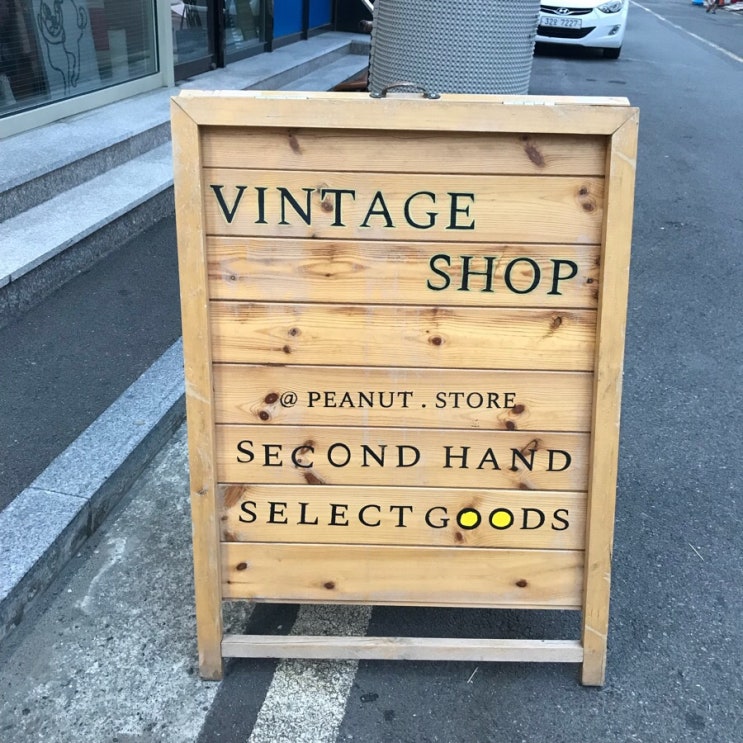 VINTAGE
SHOP
@ PEANUT . STORE
SECOND HAND
SELECT GOODS